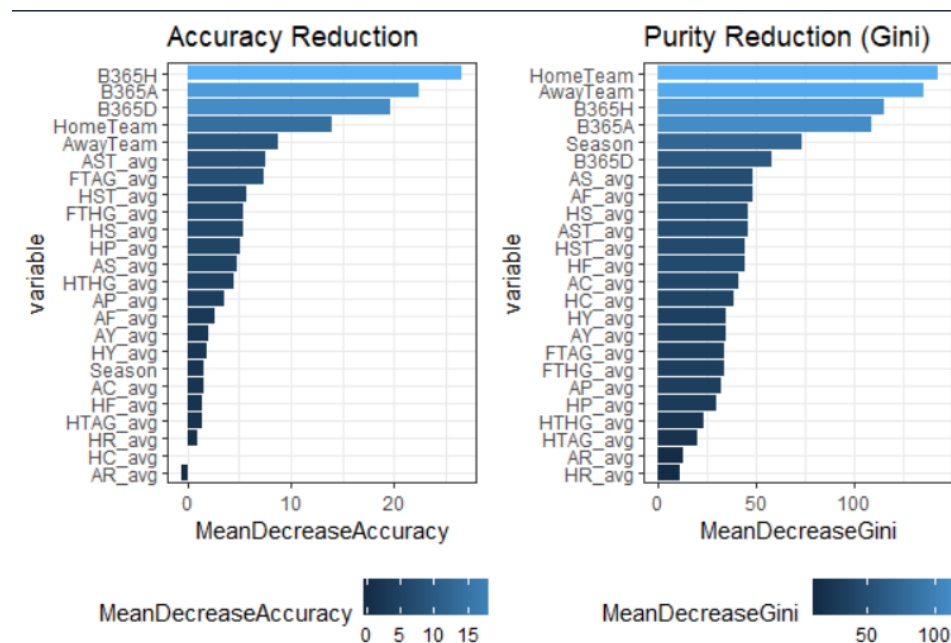 Accuracy Reduction
B365H
B365A
B365D
HomeTeam
AwayTeam
AST_avg
FTAG_avg
HST_avg
FTHG_avg
HS_avg
HP_avg
AS_avg
HTHG_avg
AP_avg
AF_avg
AY_avg
HY_avg
Season
AC_avg
HF_avg
HTAG_avg
HR_avg
HC_avg
AR_avg
variable
0 10 20
MeanDecreaseAccuracy
MeanDecreaseAccuracy
0 5 10 15
Purity Reduction (Gini)
HomeTeam
AwayTeam
B365H
B365A
Season
B365D
AS_avg
AF_avg
HS_avg
AST_avg
HST_avg
HF_avg
AC_avg
HC_avg
HY_avg
AY_avg
FTAG_avg
FTHG_avg
AP_avg
HP_avg
HTHG_avg
HTAG_avg
AR_avg
HR_avg
variable
0 50 100
MeanDecreaseGini
MeanDecreaseGini
50 100